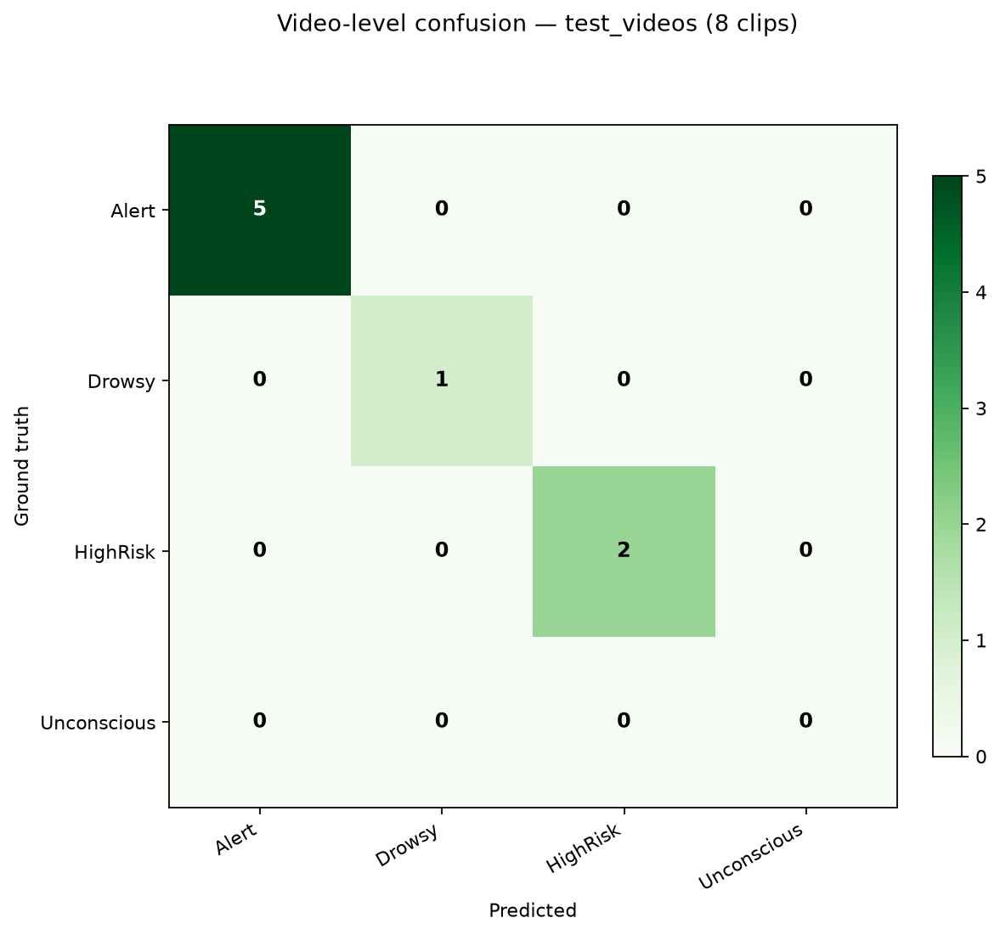 Video-level confusion — test_videos (8 clips)
5
Alert 5 0 0 0
4
Drowsy 0 1 0 0
3
Ground truth
2
HighRisk 0 0 2 0
1
Unconscious 0 0 0 0
0
Alert Drowsy HighRisk Unconscious
Predicted